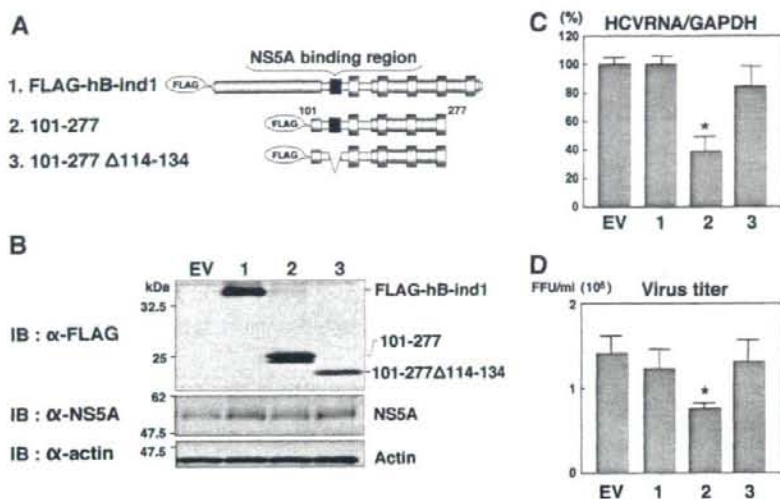 A
NS5A binding region
1. FLAG-hB-ind1
FLAG
101
277
2. 101-277
FLAG
3. 101-277 Δ114-134
FLAG
B
EV 1 2 3
kDa
32.5
FLAG-hB-ind1
IB : α-FLAG
101-277
25
101-277Δ114-134
62
IB : α-NS5A
NS5A
47.5
47.5
IB : α-actin
Actin
C
(%)
HCVRNA/GAPDH
120
100
80
60
40
20
0
*
EV 1 2 3
D
FFU/ml
Virus titer
2
1
0
*
EV 1 2 3